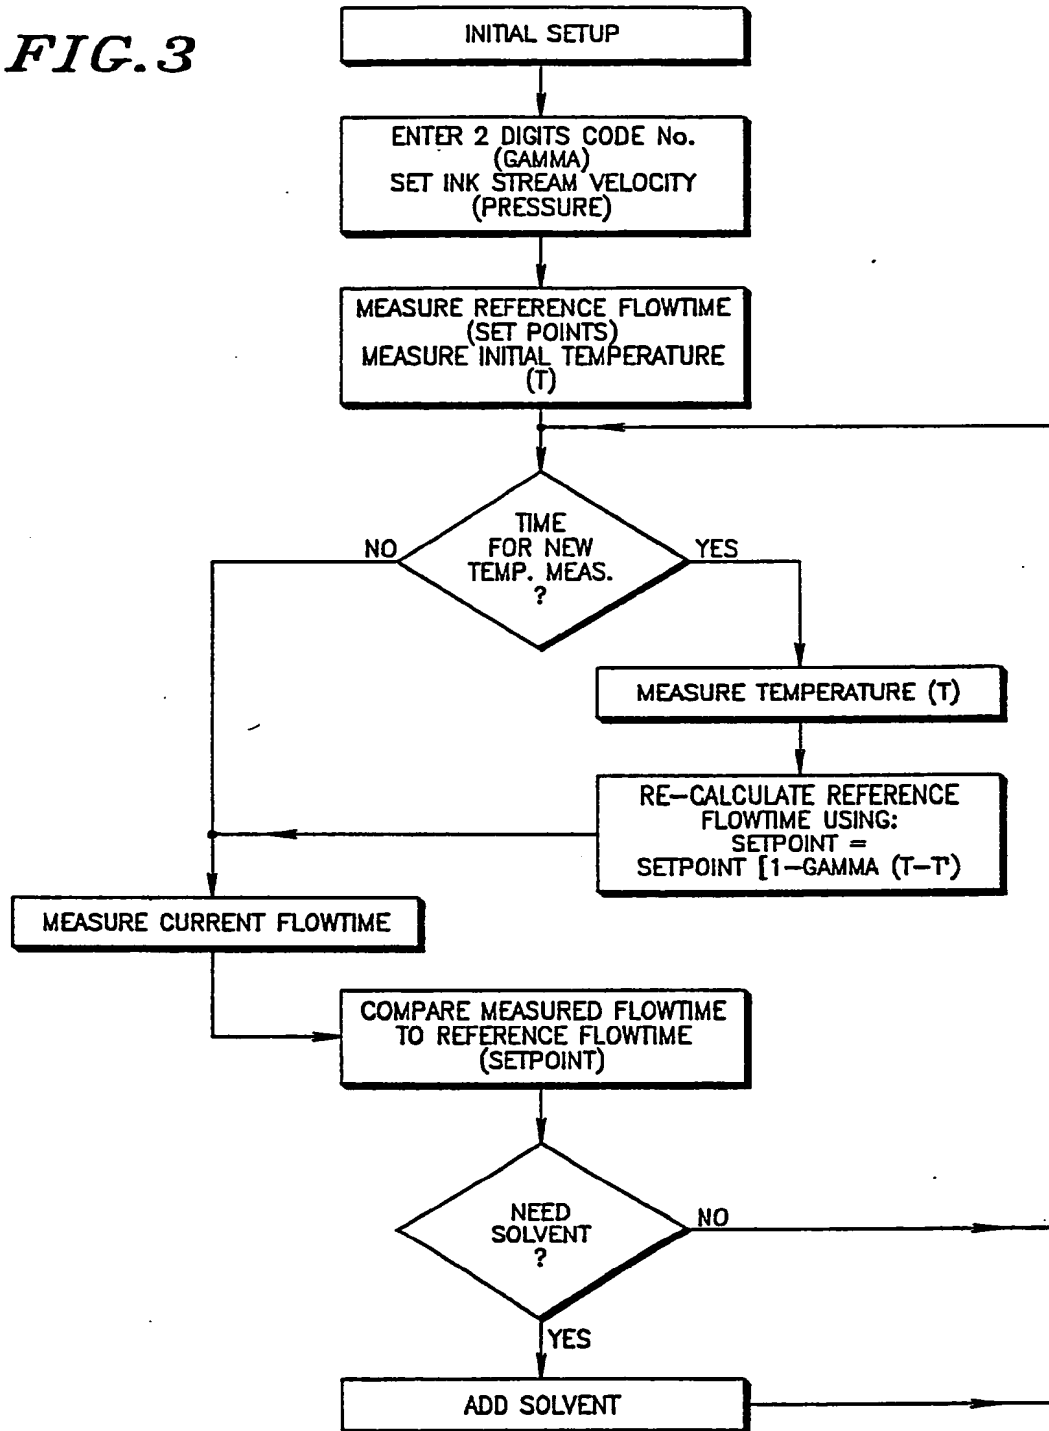 FIG.3
INITIAL SETUP
ENTER 2 DIGITS CODE No.
(GAMMA)
SET INK STREAM VELOCITY
(PRESSURE)
MEASURE REFERENCE FLOWTIME
(SET POINTS)
MEASURE INITIAL TEMPERATURE
(T)
TIME
FOR NEW
TEMP. MEAS.
?
NO
YES
MEASURE TEMPERATURE (T)
RE-CALCULATE REFERENCE
FLOWTIME USING:
SETPOINT =
SETPOINT [1-GAMMA (T-T')
MEASURE CURRENT FLOWTIME
COMPARE MEASURED FLOWTIME
TO REFERENCE FLOWTIME
(SETPOINT)
NEED
SOLVENT
?
NO
YES
ADD SOLVENT